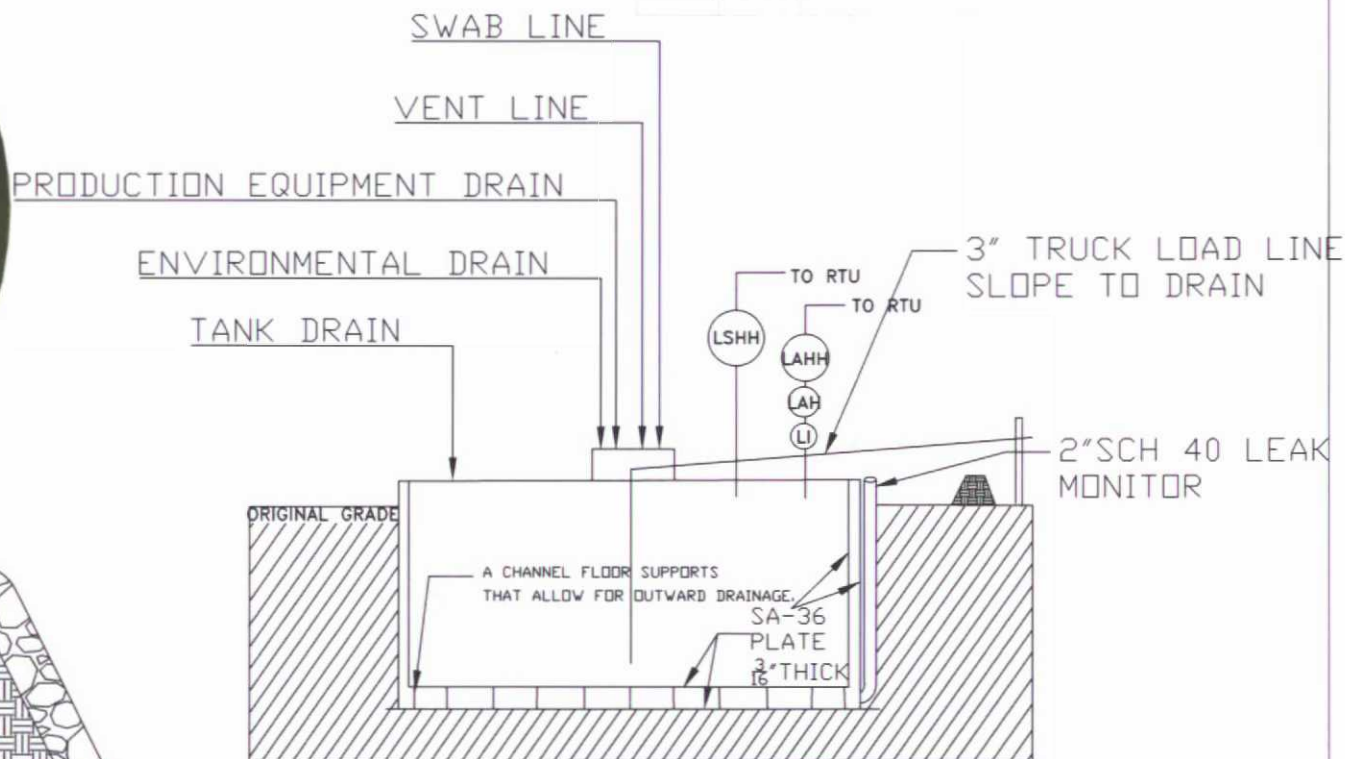 SWAB LINE
VENT LINE
PRODUCTION EQUIPMENT DRAIN
ENVIRONMENTAL DRAIN
TANK DRAIN
TO RTU
TO RTU
3" TRUCK LOAD LINE
SLOPE TO DRAIN
LSHH
LAHH
LAH
LI
2"SCH 40 LEAK
MONITOR
ORIGINAL GRADE
A CHANNEL FLOOR SUPPORTS
THAT ALLOW FOR OUTWARD DRAINAGE.
SA-36
PLATE
3/16"THICK